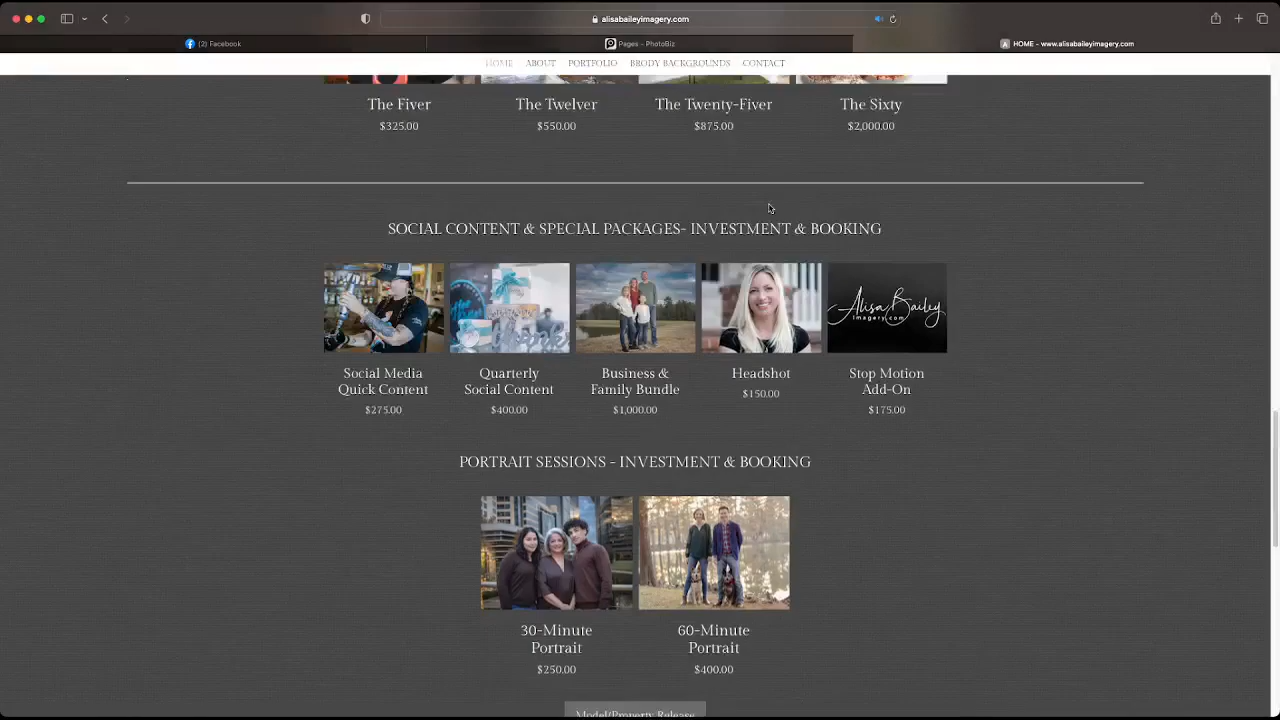 alisabaileyimagery.com
(2) Facebook
Pages - PhotoBiz
HOME - www.alisabaileyimagery.com
HOME ABOUT PORTFOLIO BRODY BACKGROUNDS CONTACT
The Fiver
$325.00
The Twelver
$550.00
The Twenty-Fiver
$875.00
The Sixty
$2,000.00
SOCIAL CONTENT & SPECIAL PACKAGES- INVESTMENT & BOOKING
Alisa Bailey
Imagery.com
Social Media
Quick Content
$275.00
Quarterly
Social Content
$400.00
Business &
Family Bundle
$1,000.00
Headshot
$150.00
Stop Motion
Add-On
$175.00
PORTRAIT SESSIONS - INVESTMENT & BOOKING
30-Minute
Portrait
$250.00
60-Minute
Portrait
$400.00
Model/Property Release